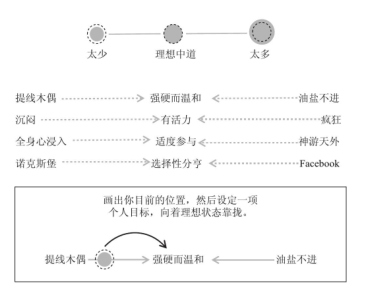 太少 理想中道 太多
提线木偶 强硬而温和 油盐不进
沉闷 有活力 疯狂
全身心浸入 适度参与 神游天外
诺克斯堡 选择性分享 Facebook
画出你目前的位置，然后设定一项
个人目标，向着理想状态靠拢。
提线木偶 强硬而温和 油盐不进